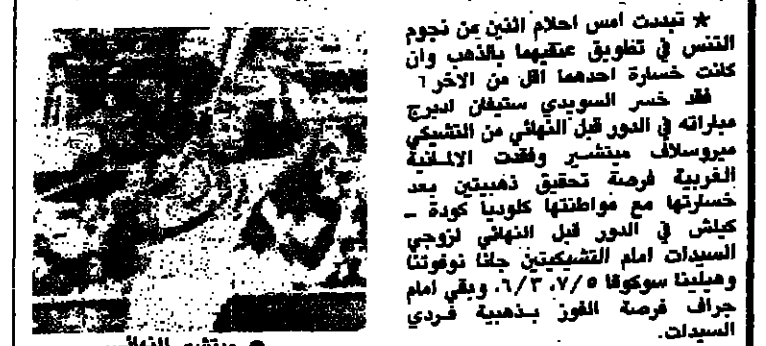 ★ تبددت امس احلام اثنين من نجوم
التنس في تطويق عنقيهما بالذهب وان
كانت خسارة احدهما اقل من الاخر ٦
فقد خسر السويدي ستيفان ادبرج
مباراته في الدور قبل النهائي من التشيكي
ميروسلاف ميتشير وفقدت الالمانية
الغربية فرصة تحقيق ذهبيتين بعد
خسارتها مع مواطنتها كلوديا كودة ـ
كيلش في الدور قبل النهائي لزوجي
السيدات امام التشيكيتين جانا نوفوتنا
وهيلينا سوكوفا ٧/٥، ٦/٣، وبقي امام
جراف فرصة الفوز بذهبية فردي
السيدات.
● ميتشير النهائي